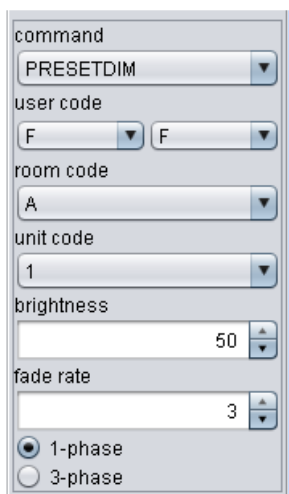 command
PRESETDIM
user code
F F
room code
A
unit code
1
brightness
50
fade rate
3
1-phase
3-phase